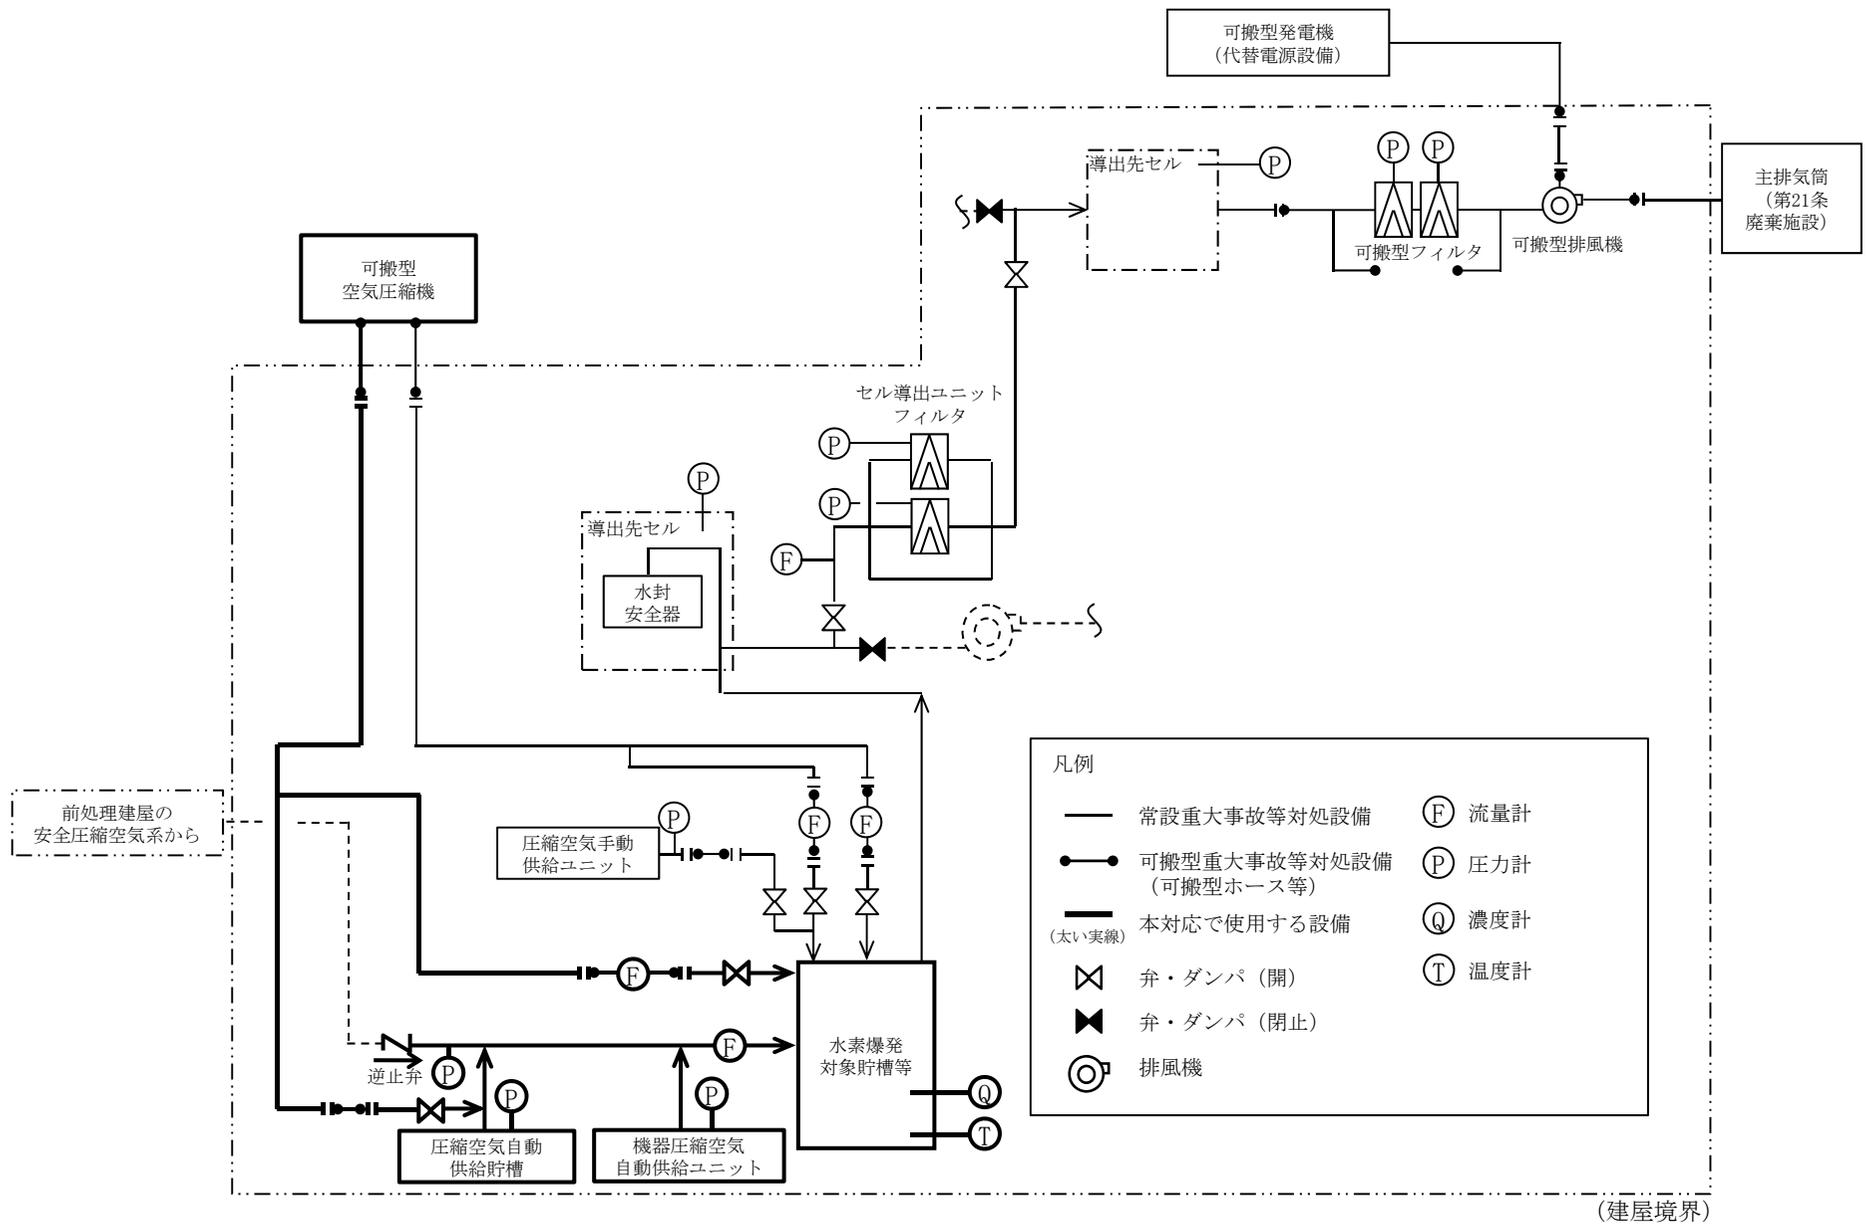 可搬型発電機
（代替電源設備）
導出先セル
P
P
P
主排気筒
（第21条
廃棄施設）
可搬型フィルタ
可搬型排風機
可搬型
空気圧縮機
セル導出ユニット
フィルタ
P
P
P
F
導出先セル
水封
安全器
前処理建屋の
安全圧縮空気系から
圧縮空気手動
供給ユニット
P
F
F
F
F
逆止弁
P
P
P
水素爆発
対象貯槽等
Q
T
圧縮空気自動
供給貯槽
機器圧縮空気
自動供給ユニット
凡例
常設重大事故等対処設備
可搬型重大事故等対処設備
（可搬型ホース等）
本対応で使用する設備
（太い実線）
弁・ダンパ（開）
弁・ダンパ（閉止）
排風機
F 流量計
P 圧力計
Q 濃度計
T 温度計
（建屋境界）